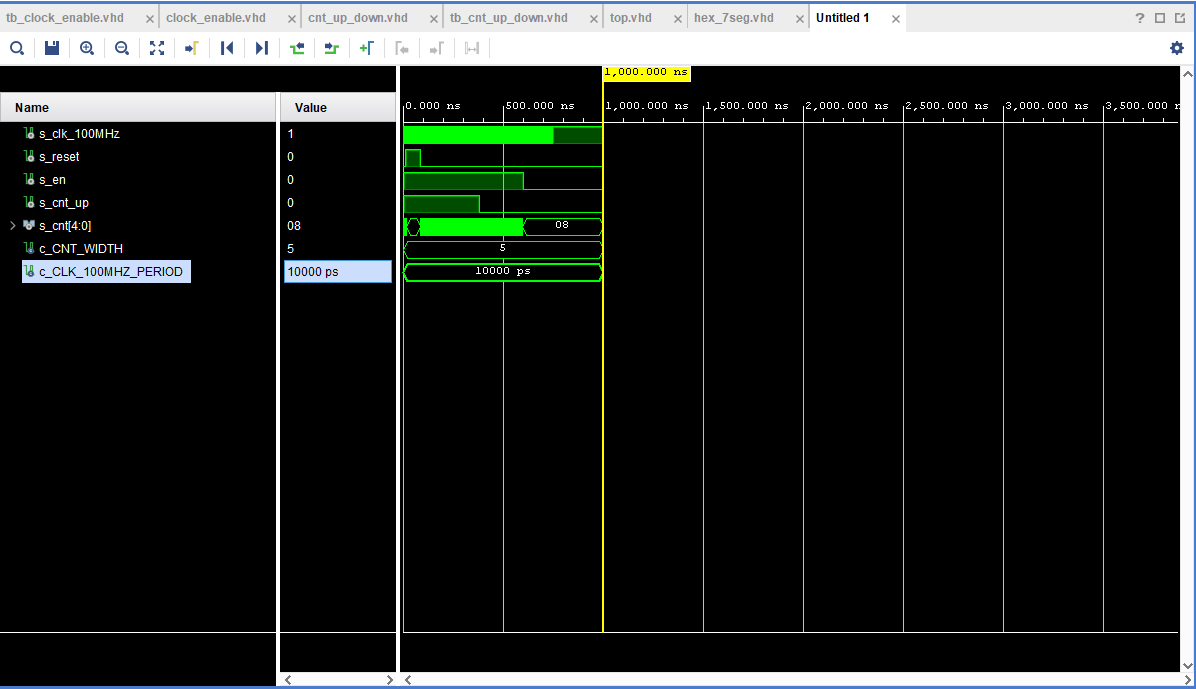 tb_clock_enable.vhd clock_enable.vhd cnt_up_down.vhd tb_cnt_up_down.vhd top.vhd hex_7seg.vhd Untitled 1
1,000.000 ns
Name Value 0.000 ns 500.000 ns 1,000.000 ns 1,500.000 ns 2,000.000 ns 2,500.000 ns 3,000.000 ns 3,500.000 n
s_clk_100MHz 1
s_reset 0
s_en 0
s_cnt_up 0
s_cnt[4:0] 08 08
c_CNT_WIDTH 5 5
c_CLK_100MHZ_PERIOD 10000 ps 10000 ps